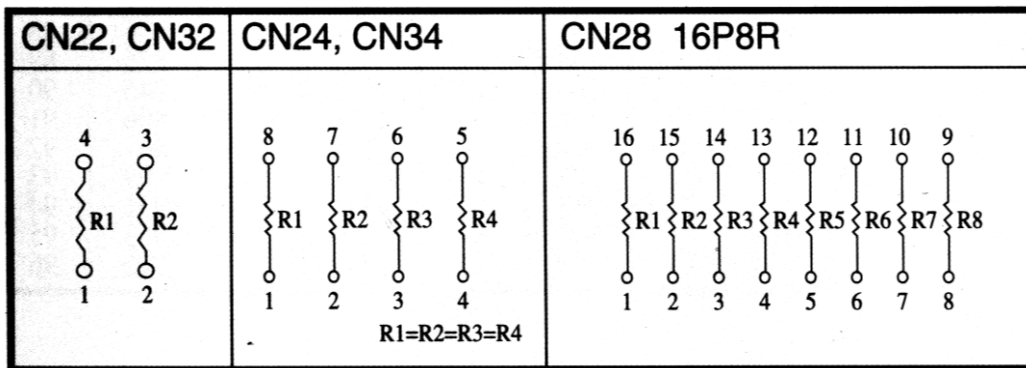 CN22, CN32
CN24, CN34
CN28 16P8R
4 3
R1 R2
1 2
8 7 6 5
R1 R2 R3 R4
1 2 3 4
R1=R2=R3=R4
16 15 14 13 12 11 10 9
R1 R2 R3 R4 R5 R6 R7 R8
1 2 3 4 5 6 7 8